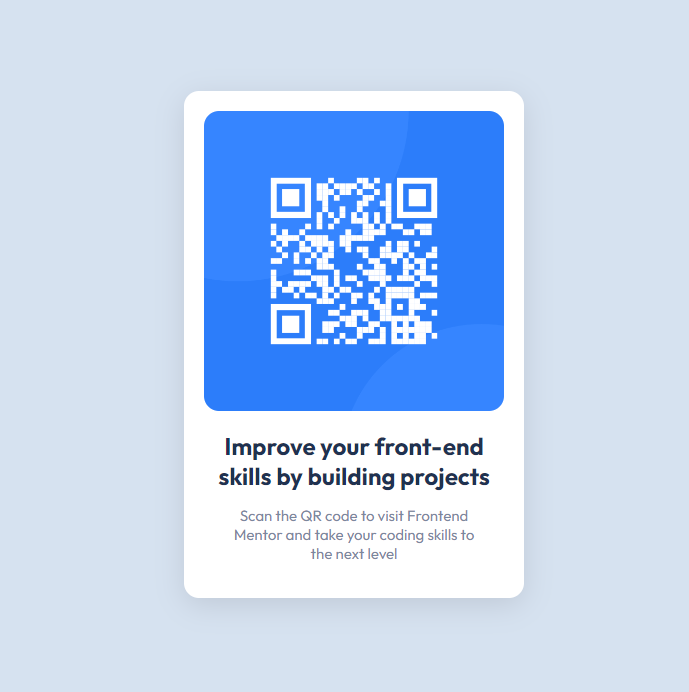 Improve your front-end
skills by building projects
Scan the QR code to visit Frontend
Mentor and take your coding skills to
the next level